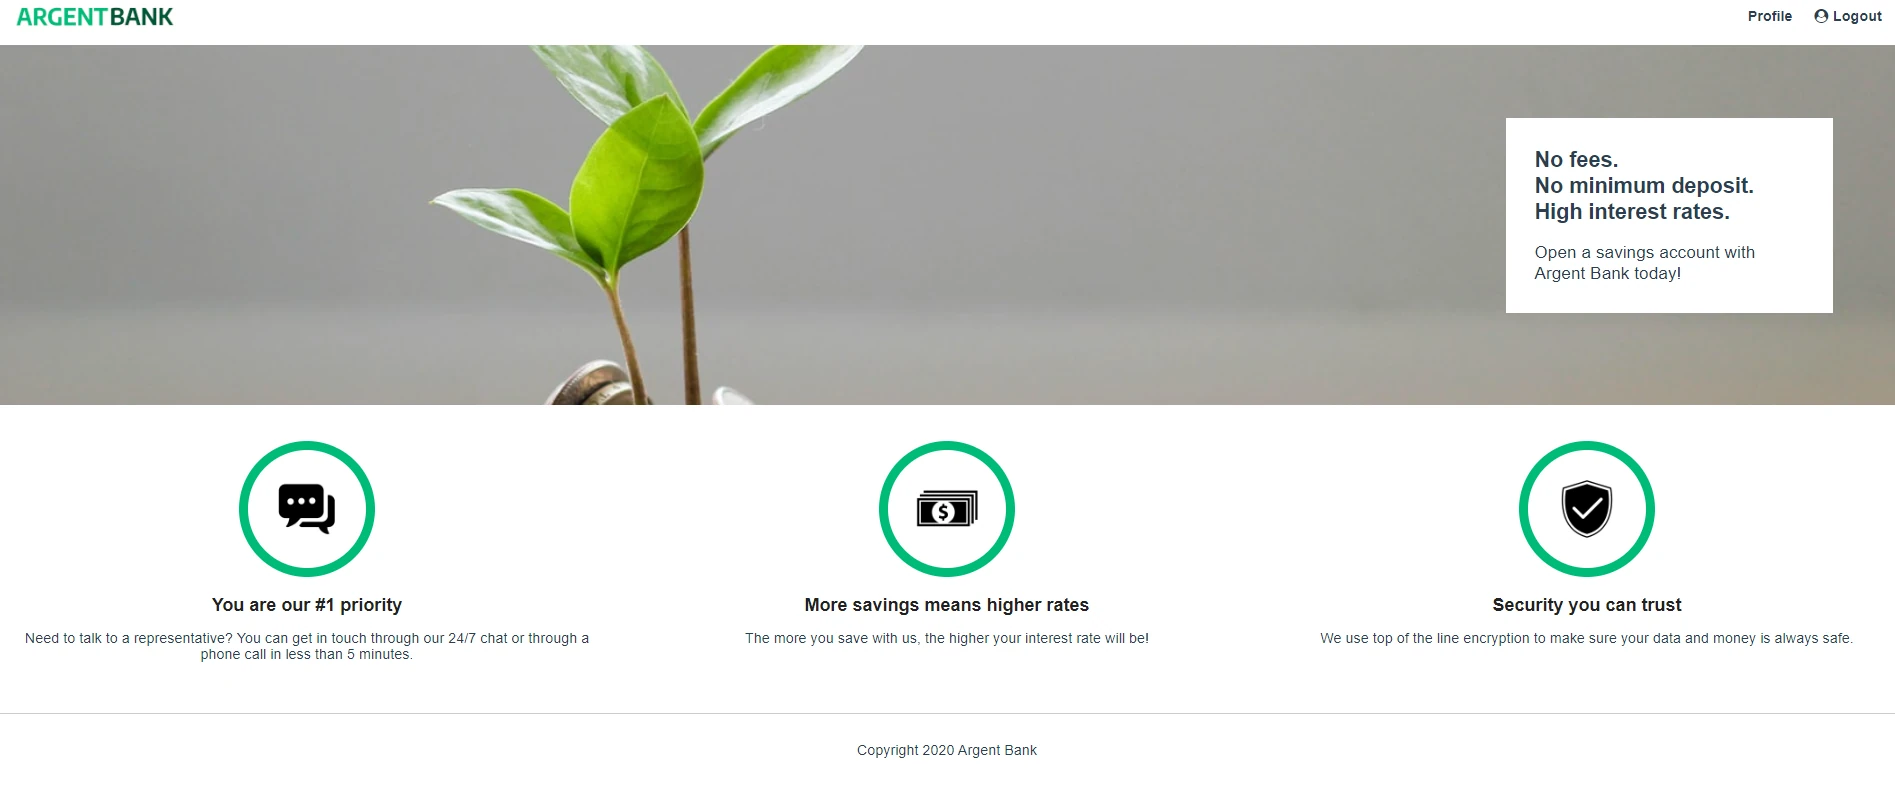 ARGENTBANK
Profile
Logout
No fees.
No minimum deposit.
High interest rates.
Open a savings account with
Argent Bank today!
You are our #1 priority
Need to talk to a representative? You can get in touch through our 24/7 chat or through a
phone call in less than 5 minutes.
$
More savings means higher rates
The more you save with us, the higher your interest rate will be!
Security you can trust
We use top of the line encryption to make sure your data and money is always safe.
Copyright 2020 Argent Bank